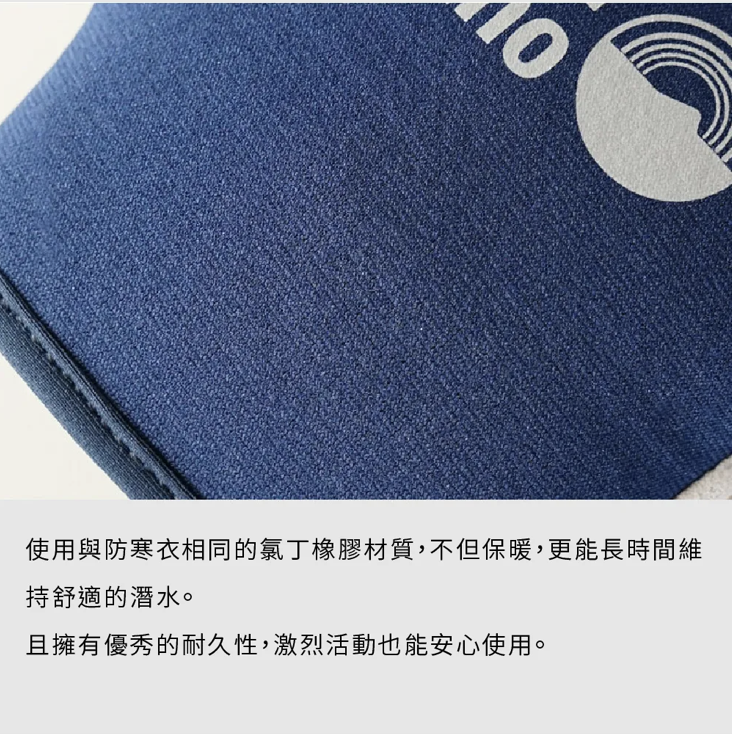 no
使用與防寒衣相同的氯丁橡膠材質,不但保暖,更能長時間維
持舒適的潛水。
且擁有優秀的耐久性,激烈活動也能安心使用。